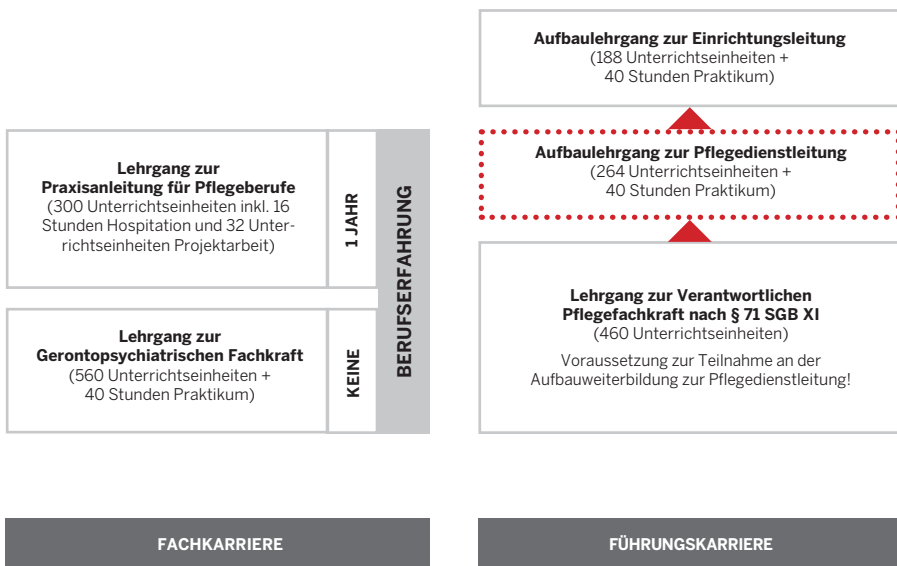 Lehrgang zur
Praxisanleitung für Pflegeberufe
(300 Unterrichtseinheiten inkl. 16
Stunden Hospitation und 32 Unter-
richtseinheiten Projektarbeit)
1 JAHR
Lehrgang zur
Gerontopsychiatrischen Fachkraft
(560 Unterrichtseinheiten +
40 Stunden Praktikum)
KEINE
BERUFSERFAHRUNG
FACHKARRIERE
Aufbaulehrgang zur Einrichtungsleitung
(188 Unterrichtseinheiten +
40 Stunden Praktikum)
Aufbaulehrgang zur Pflegedienstleitung
(264 Unterrichtseinheiten +
40 Stunden Praktikum)
Lehrgang zur Verantwortlichen
Pflegefachkraft nach § 71 SGB XI
(460 Unterrichtseinheiten)
Voraussetzung zur Teilnahme an der
Aufbauweiterbildung zur Pflegedienstleitung!
FÜHRUNGSKARRIERE